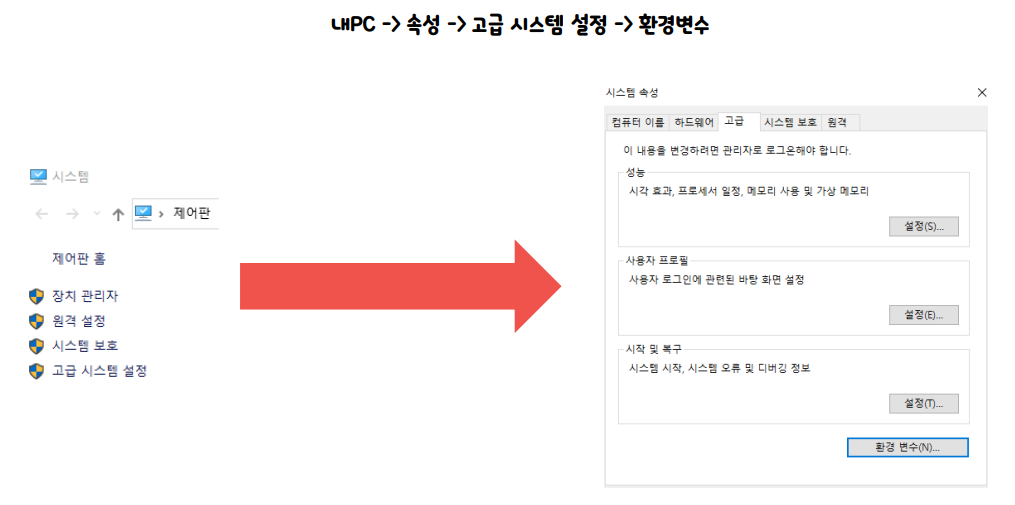 내PC -> 속성 -> 고급 시스템 설정 -> 환경변수
시스템
제어판
제어판 홈
장치 관리자
원격 설정
시스템 보호
고급 시스템 설정
시스템 속성
컴퓨터 이름 하드웨어 고급 시스템 보호 원격
이 내용을 변경하려면 관리자로 로그온해야 합니다.
성능
시각 효과, 프로세서 일정, 메모리 사용 및 가상 메모리
설정(S)...
사용자 프로필
사용자 로그인에 관련된 바탕 화면 설정
설정(E)...
시작 및 복구
시스템 시작, 시스템 오류 및 디버깅 정보
설정(T)...
환경 변수(N)...